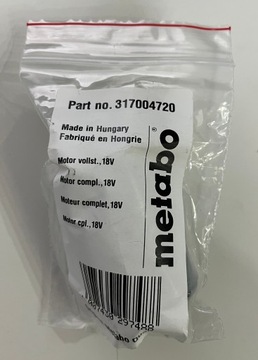 Part no. 317004720
Made in Hungary
Fabriqué en Hongrie
Motor vollst.,18V
Motor compl.,18V
Moteur complet,18V
Motor cpl.,18V
metabo®